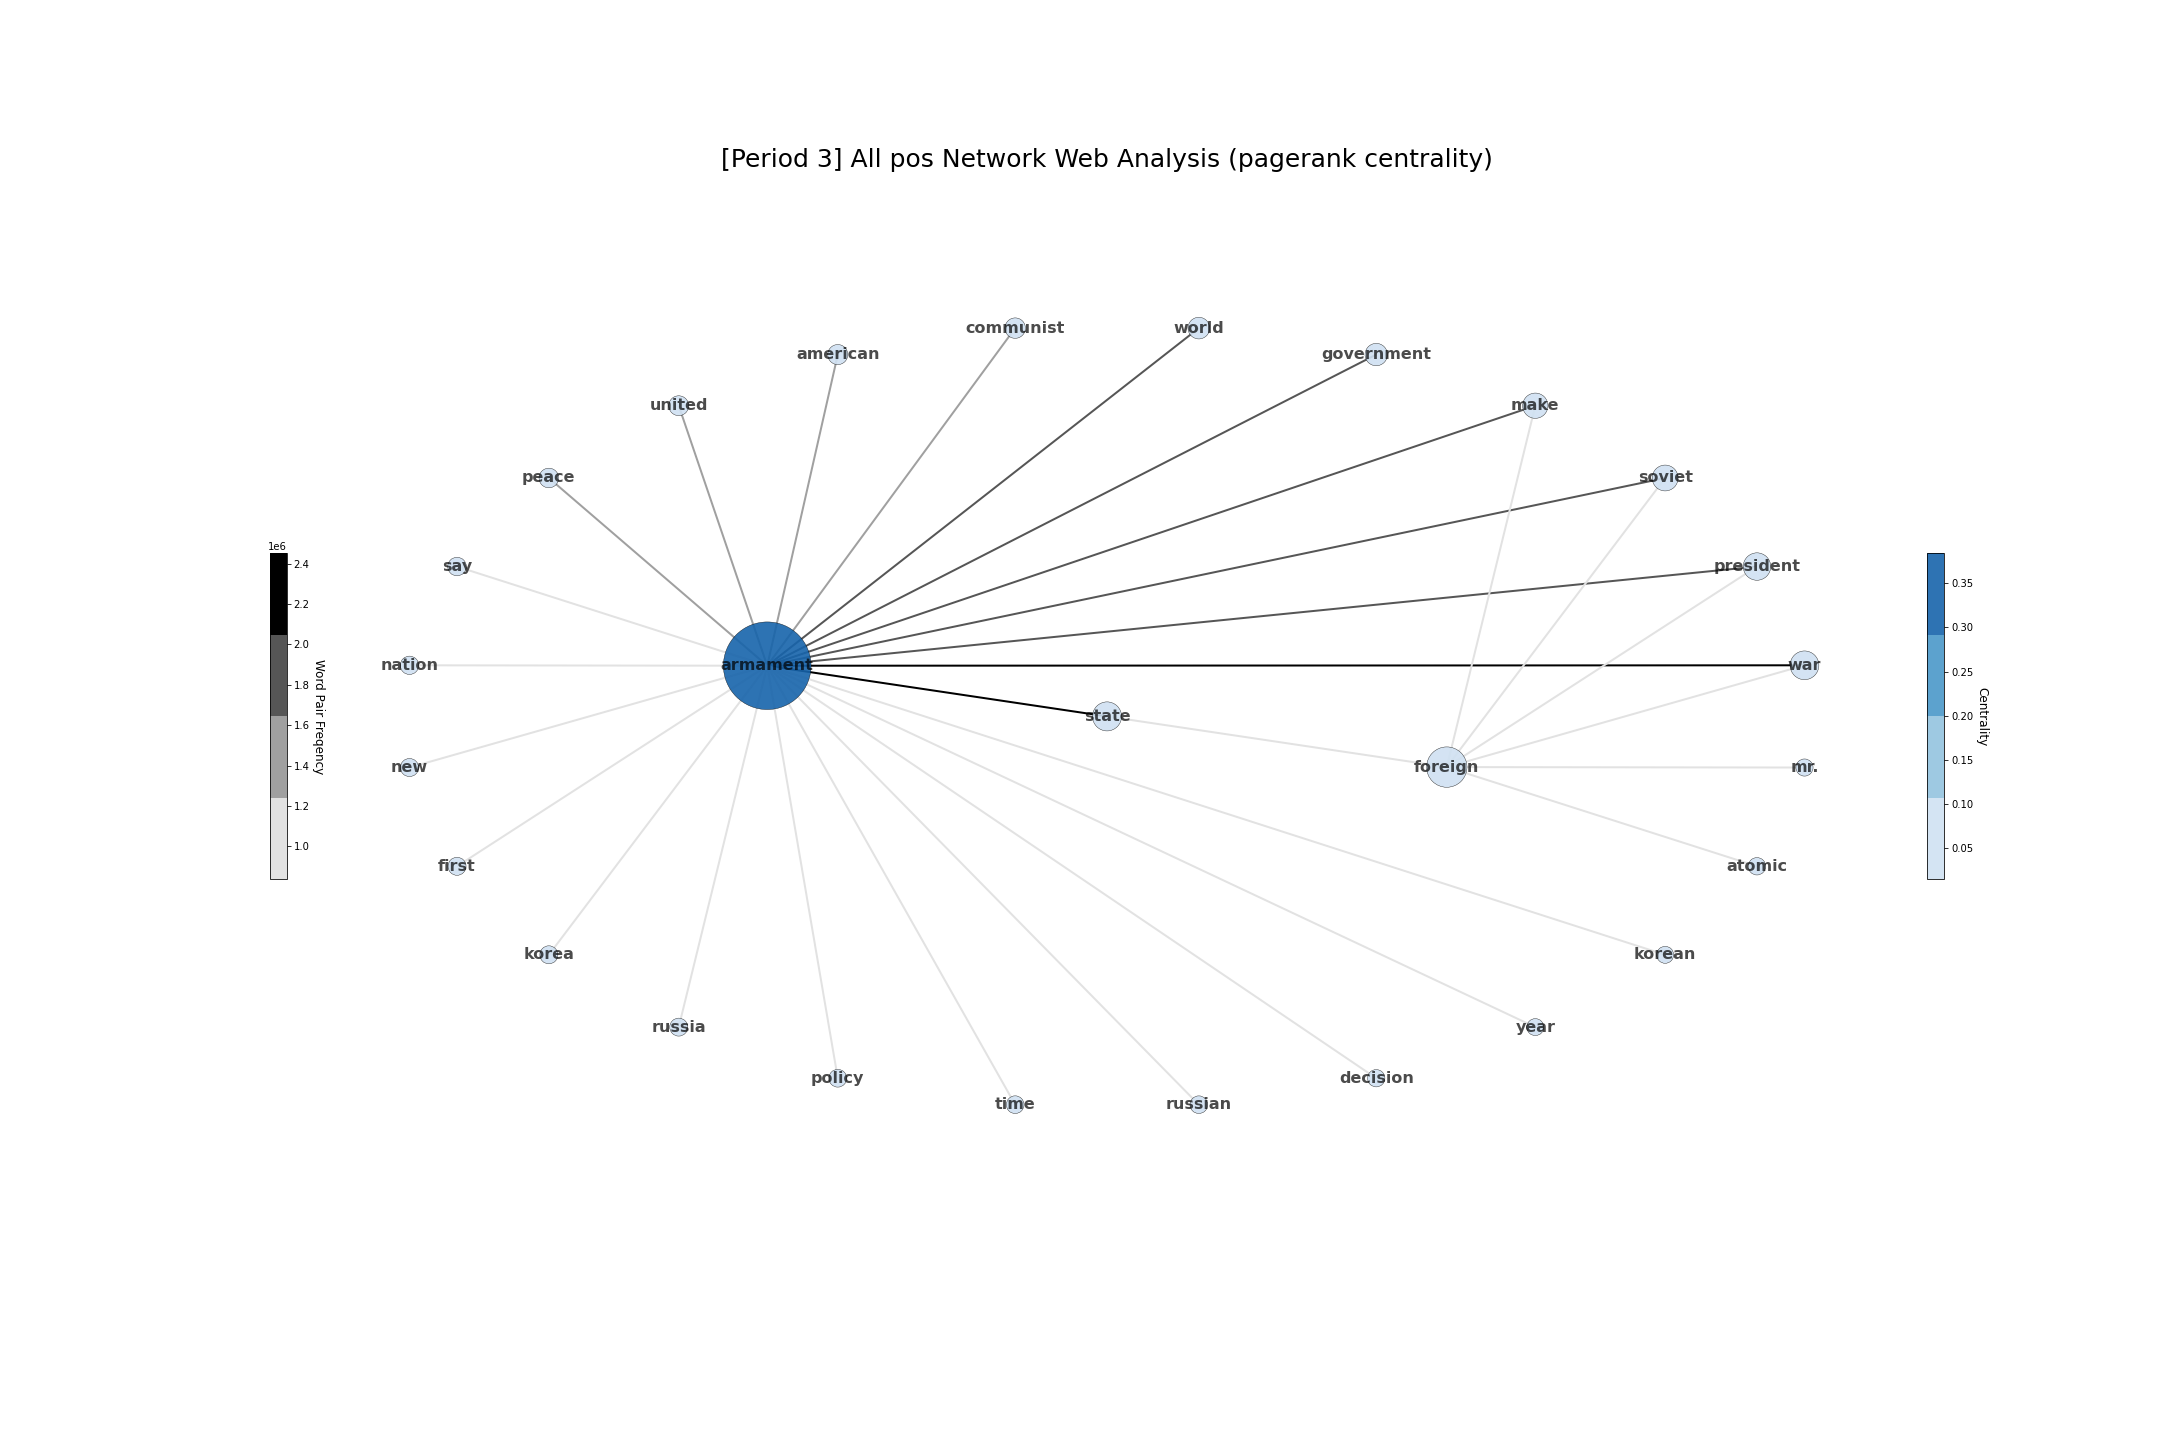 [Period 3] All pos Network Web Analysis (pagerank centrality)
communist
world
american
government
united
make
peace
soviet
say
president
nation
armament
war
state
new
foreign
mr.
first
atomic
korea
korean
russia
year
policy
decision
time
russian
1e6
2.4
2.2
2.0
1.8
1.6
1.4
1.2
1.0
Word Pair Freqency
0.35
0.30
0.25
0.20
0.15
0.10
0.05
Centrality